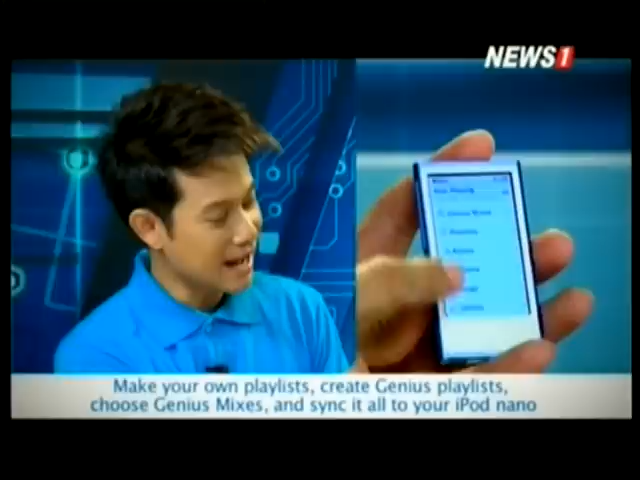 NEWS1
Make your own playlists, create Genius playlists,
choose Genius Mixes, and sync it all to your iPod nano